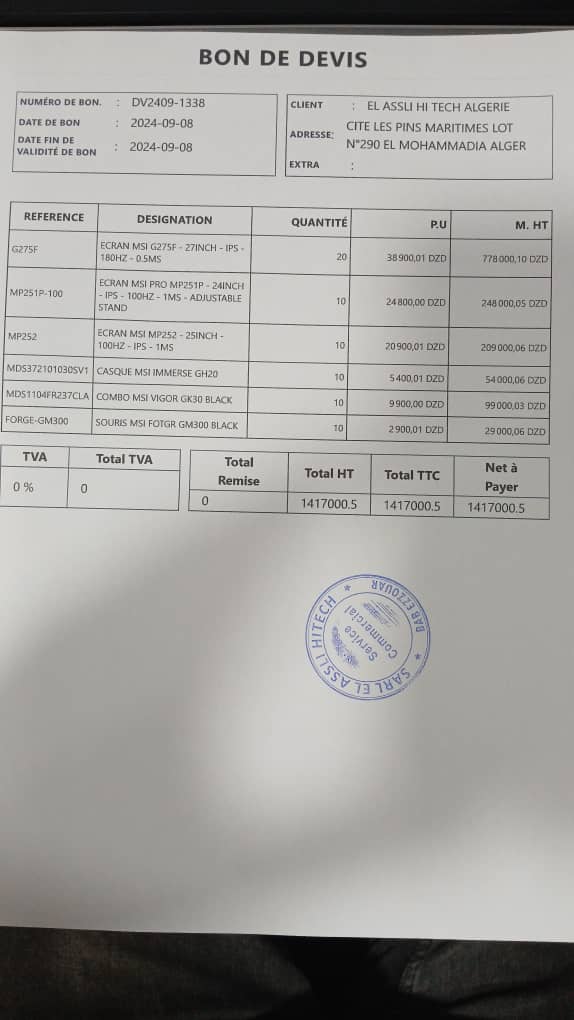 BON DE DEVIS
NUMÉRO DE BON. : DV2409-1338
DATE DE BON : 2024-09-08
DATE FIN DE
VALIDITÉ DE BON : 2024-09-08
CLIENT : EL ASSLI HI TECH ALGERIE
ADRESSE: CITE LES PINS MARITIMES LOT
N°290 EL MOHAMMADIA ALGER
EXTRA :
REFERENCE DESIGNATION QUANTITÉ P.U M. HT
G275F ECRAN MSI G275F - 27INCH - IPS -
180HZ - 0.5MS 20 38 900,01 DZD 778 000,10 DZD
MP251P-100 ECRAN MSI PRO MP251P - 24INCH
- IPS - 100HZ - 1MS - ADJUSTABLE
STAND 10 24 800,00 DZD 248 000,05 DZD
MP252 ECRAN MSI MP252 - 25INCH -
100HZ - IPS - 1MS 10 20 900,01 DZD 209 000,06 DZD
MDS372101030SV1 CASQUE MSI IMMERSE GH20 10 5 400,01 DZD 54 000,06 DZD
MDS1104FR237CLA COMBO MSI VIGOR GK30 BLACK 10 9 900,00 DZD 99 000,03 DZD
FORGE-GM300 SOURIS MSI FOTGR GM300 BLACK 10 2 900,01 DZD 29 000,06 DZD
TVA Total TVA
0 % 0
Total
Remise Total HT Total TTC Net à
Payer
0 1417000.5 1417000.5 1417000.5
SARL EL ASSLI HITECH
BAB EZZOUAR
Service
Commercial